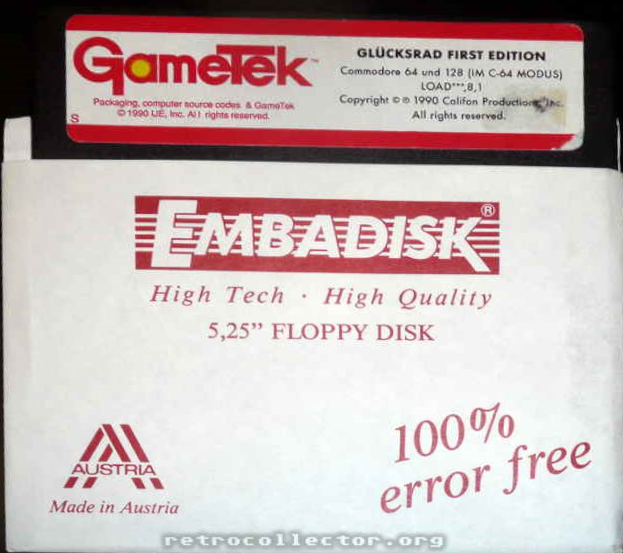 GameTek™
Packaging, computer source codes & GameTek
© 1990 IJE, Inc. All rights reserved.
S
GLÜCKSRAD FIRST EDITION
Commodore 64 und 128 (IM C-64 MODUS)
LOAD"*",8,1
Copyright © ℗ 1990 Califon Productions, Inc.
All rights reserved.
EMBADISK®
High Tech · High Quality
5,25” FLOPPY DISK
AUSTRIA
Made in Austria
100%
error free
retrocollector.org